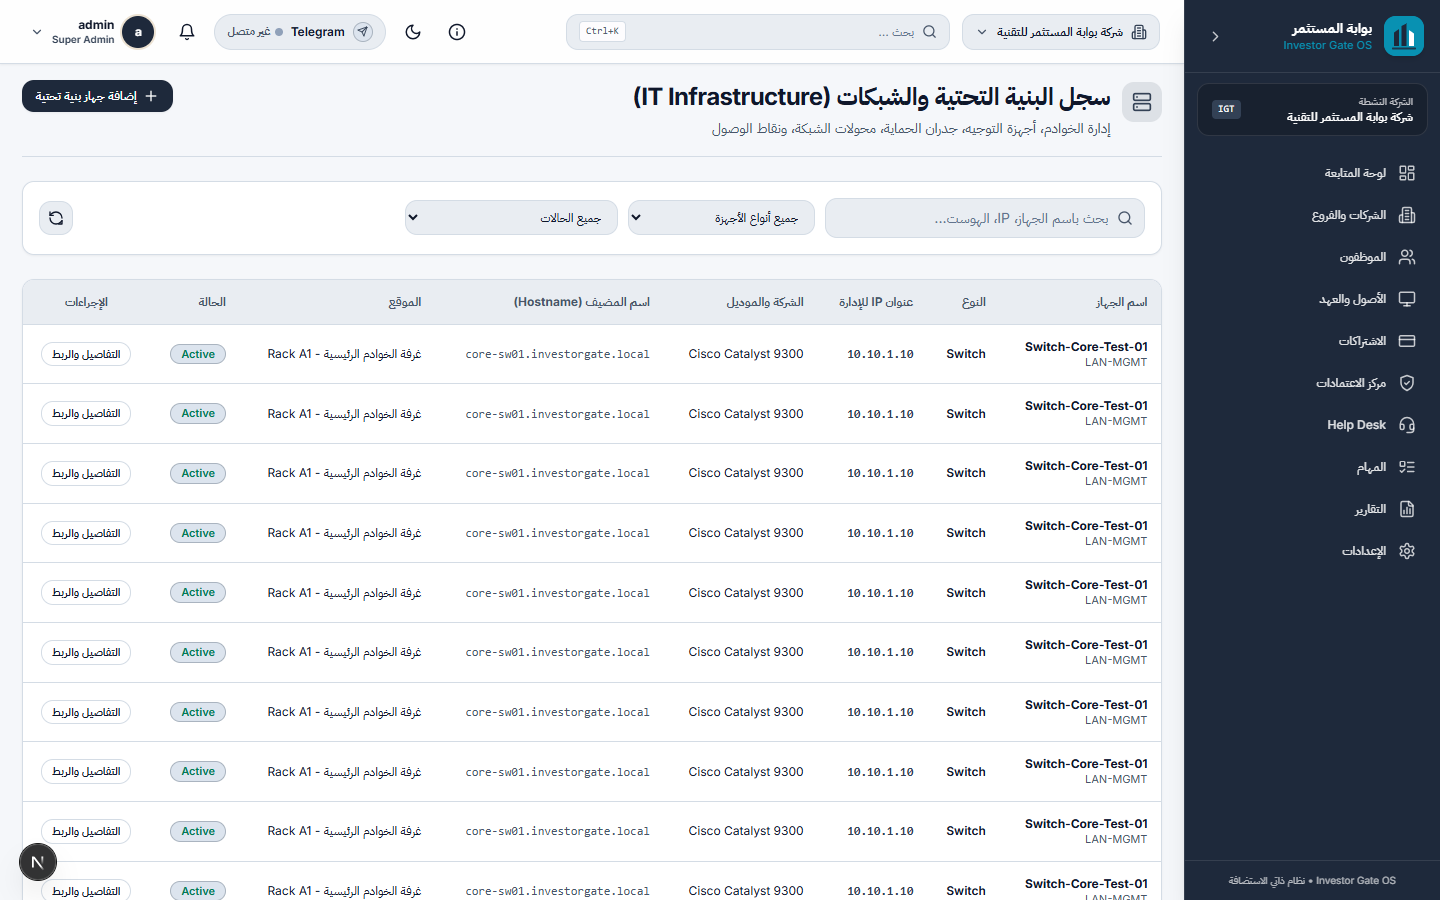 بوابة المستثمر
Investor Gate OS
الشركة النشطة
شركة بوابة المستثمر للتقنية
IGT
لوحة المتابعة
الشركات والفروع
الموظفون
الأصول والعهد
الاشتراكات
مركز الاعتمادات
Help Desk
المهام
التقارير
الإعدادات
Investor Gate OS • نظام ذاتي الاستضافة
شركة بوابة المستثمر للتقنية
بحث ...
Ctrl+K
Telegram غير متصل
admin
Super Admin
a
سجل البنية التحتية والشبكات (IT Infrastructure)
إدارة الخوادم، أجهزة التوجيه، جدران الحماية، محولات الشبكة، ونقاط الوصول
إضافة جهاز بنية تحتية
بحث باسم الجهاز، IP، الهوست...
جميع أنواع الأجهزة
جميع الحالات
اسم الجهاز النوع عنوان IP للإدارة الشركة والموديل اسم المضيف (Hostname) الموقع الحالة الإجراءات
Switch-Core-Test-01 Switch 10.10.1.10 Cisco Catalyst 9300 core-sw01.investorgate.local غرفة الخوادم الرئيسية - Rack A1 Active التفاصيل والربط
LAN-MGMT
Switch-Core-Test-01 Switch 10.10.1.10 Cisco Catalyst 9300 core-sw01.investorgate.local غرفة الخوادم الرئيسية - Rack A1 Active التفاصيل والربط
LAN-MGMT
Switch-Core-Test-01 Switch 10.10.1.10 Cisco Catalyst 9300 core-sw01.investorgate.local غرفة الخوادم الرئيسية - Rack A1 Active التفاصيل والربط
LAN-MGMT
Switch-Core-Test-01 Switch 10.10.1.10 Cisco Catalyst 9300 core-sw01.investorgate.local غرفة الخوادم الرئيسية - Rack A1 Active التفاصيل والربط
LAN-MGMT
Switch-Core-Test-01 Switch 10.10.1.10 Cisco Catalyst 9300 core-sw01.investorgate.local غرفة الخوادم الرئيسية - Rack A1 Active التفاصيل والربط
LAN-MGMT
Switch-Core-Test-01 Switch 10.10.1.10 Cisco Catalyst 9300 core-sw01.investorgate.local غرفة الخوادم الرئيسية - Rack A1 Active التفاصيل والربط
LAN-MGMT
Switch-Core-Test-01 Switch 10.10.1.10 Cisco Catalyst 9300 core-sw01.investorgate.local غرفة الخوادم الرئيسية - Rack A1 Active التفاصيل والربط
LAN-MGMT
Switch-Core-Test-01 Switch 10.10.1.10 Cisco Catalyst 9300 core-sw01.investorgate.local غرفة الخوادم الرئيسية - Rack A1 Active التفاصيل والربط
LAN-MGMT
Switch-Core-Test-01 Switch 10.10.1.10 Cisco Catalyst 9300 core-sw01.investorgate.local غرفة الخوادم الرئيسية - Rack A1 Active التفاصيل والربط
LAN-MGMT
Switch-Core-Test-01 Switch 10.10.1.10 Cisco Catalyst 9300 core-sw01.investorgate.local غرفة الخوادم الرئيسية - Rack A1 Active التفاصيل والربط
LAN-MGMT
N